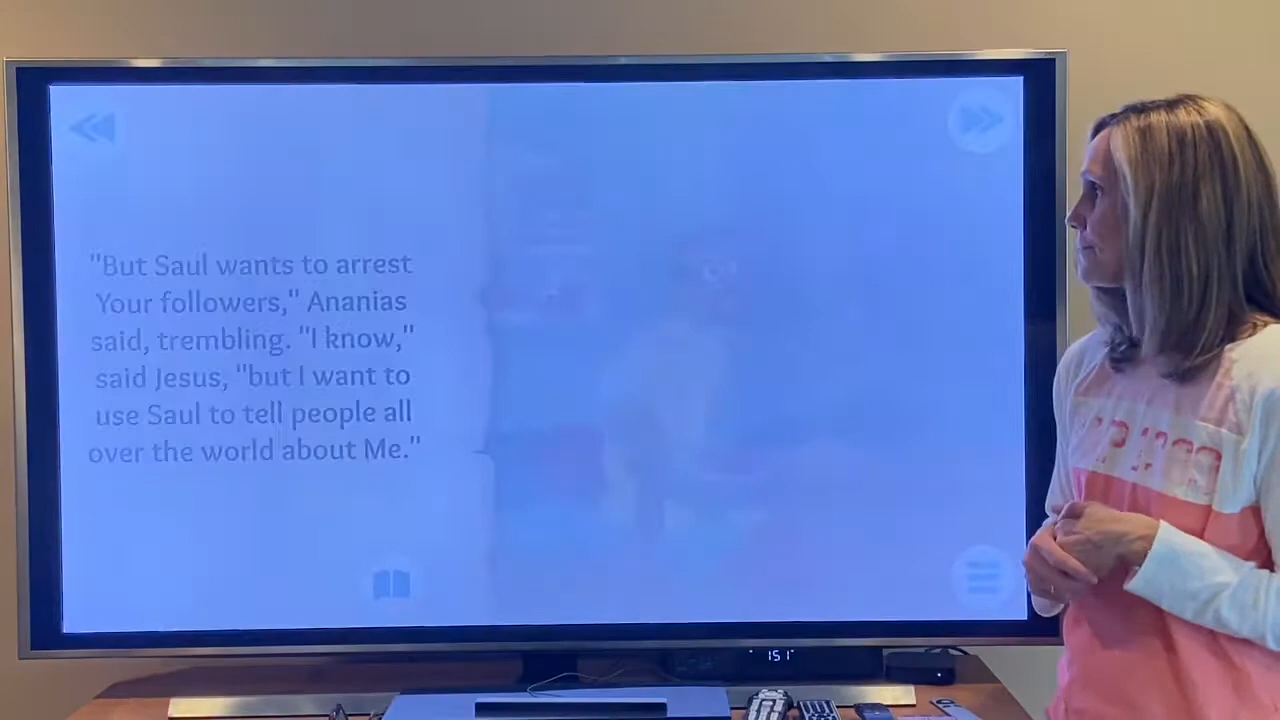 "But Saul wants to arrest
Your followers," Ananias
said, trembling. "I know,"
said Jesus, "but I want to
use Saul to tell people all
over the world about Me."
151